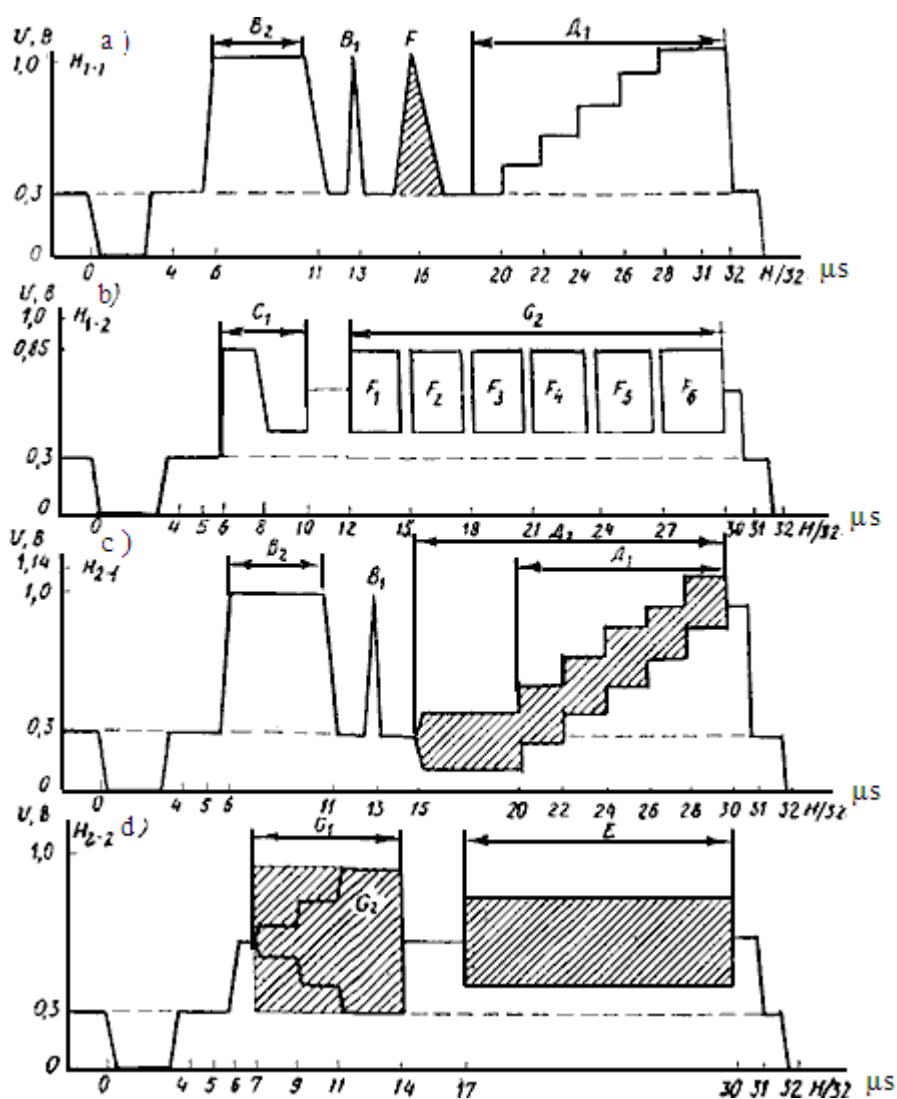 U, В a)
1,0 H₁₋₁
B₂ B₁ F Д₁
0,3
0
0 4 6 11 13 16 20 22 24 26 28 31 32 H/32 μs
U, В b)
1,0 H₁₋₂
0,85
C₁ G₂
F₁ F₂ F₃ F₄ F₅ F₆
0,3
0
0 4 5 6 8 10 12 15 18 21 24 27 30 31 32 H/32 μs
U, В c)
1,14 H₂₋₁
1,0
B₂ B₁ Д₂
Д₁
0,3
0
0 4 5 6 11 13 15 20 22 24 26 28 30 31 32 H/32 μs
U, В d)
1,0 H₂₋₂
G₁ E
G₂
0,3
0
0 4 5 6 7 9 11 14 17 30 31 32 H/32 μs